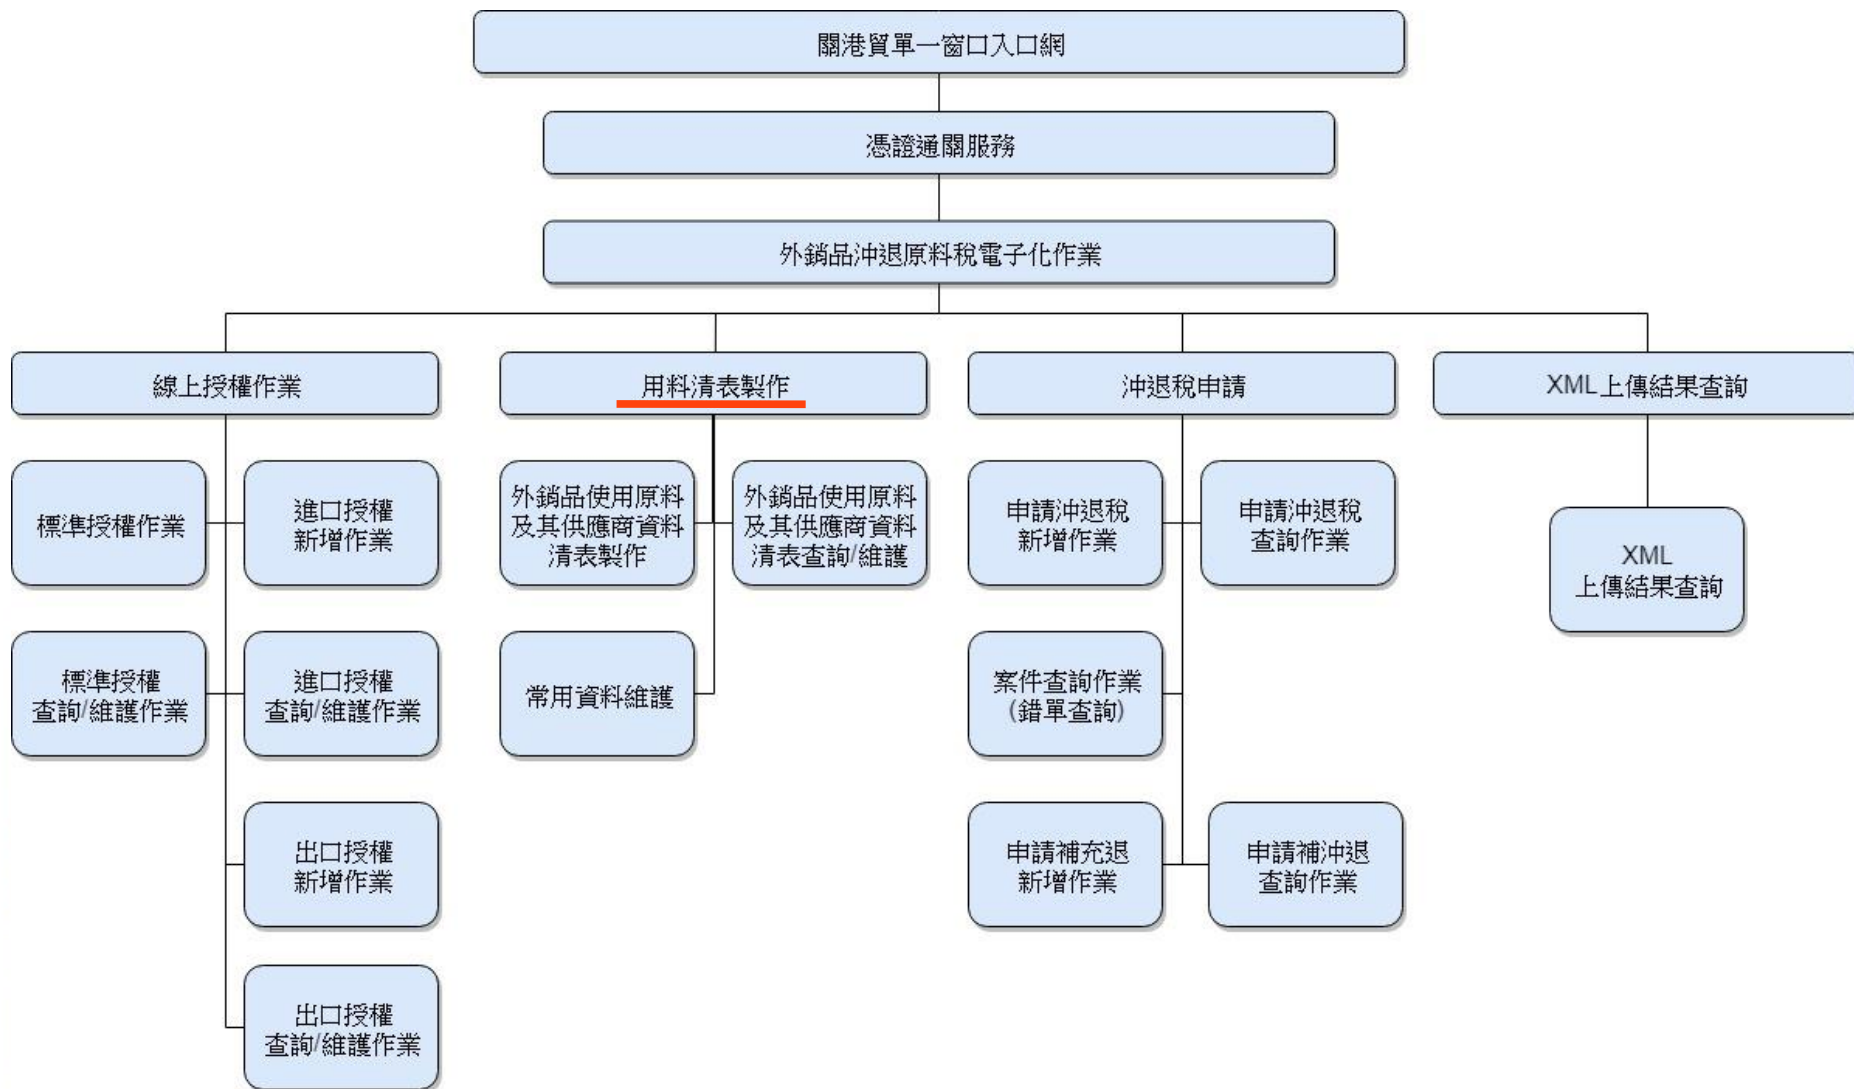 關港貿單一窗口入口網
憑證通關服務
外銷品沖退原料稅電子化作業
線上授權作業
用料清表製作
沖退稅申請
XML上傳結果查詢
標準授權作業
進口授權
新增作業
外銷品使用原料
及其供應商資料
清表製作
外銷品使用原料
及其供應商資料
清表查詢/維護
申請沖退稅
新增作業
申請沖退稅
查詢作業
XML
上傳結果查詢
標準授權
查詢/維護作業
進口授權
查詢/維護作業
常用資料維護
案件查詢作業
(錯單查詢)
出口授權
新增作業
申請補充退
新增作業
申請補沖退
查詢作業
出口授權
查詢/維護作業